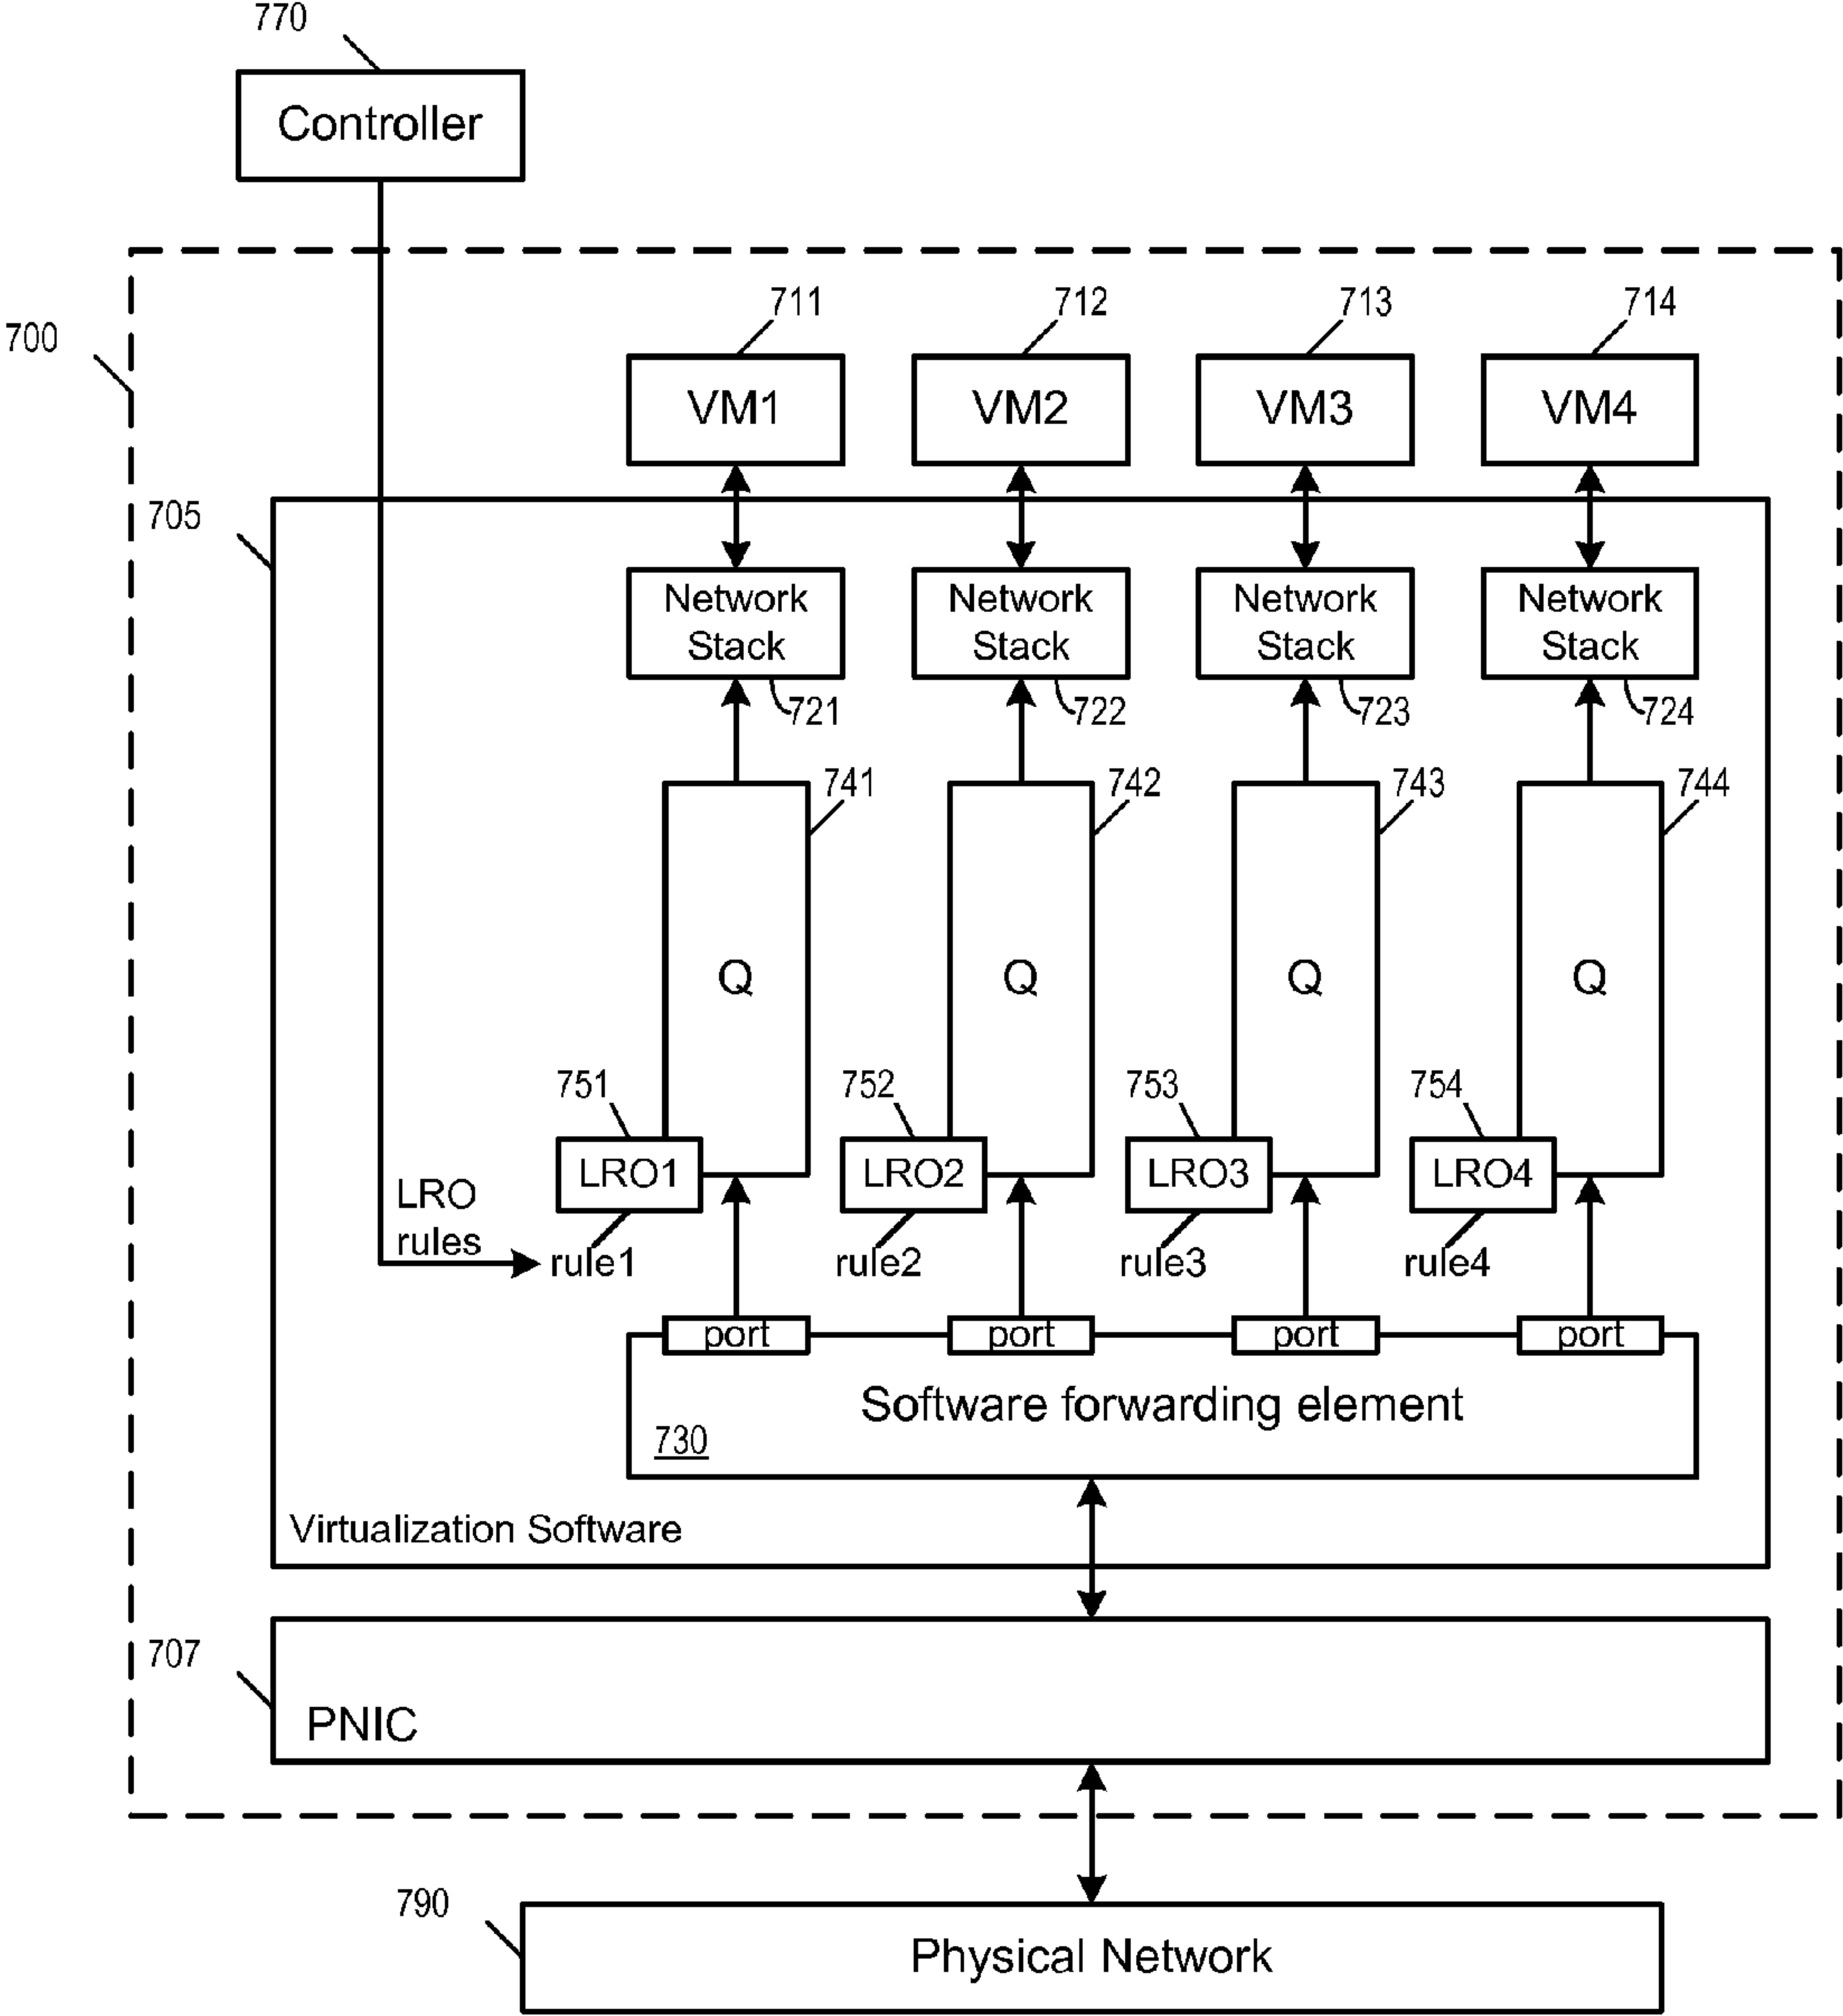 770
Controller
700
711
712
713
714
VM1
VM2
VM3
VM4
705
Network
Stack
Network
Stack
Network
Stack
Network
Stack
721
722
723
724
741
742
743
744
Q
Q
Q
Q
751
752
753
754
LRO1
LRO2
LRO3
LRO4
LRO
rules
rule1
rule2
rule3
rule4
port
port
port
port
Software forwarding element
730
Virtualization Software
707
PNIC
790
Physical Network